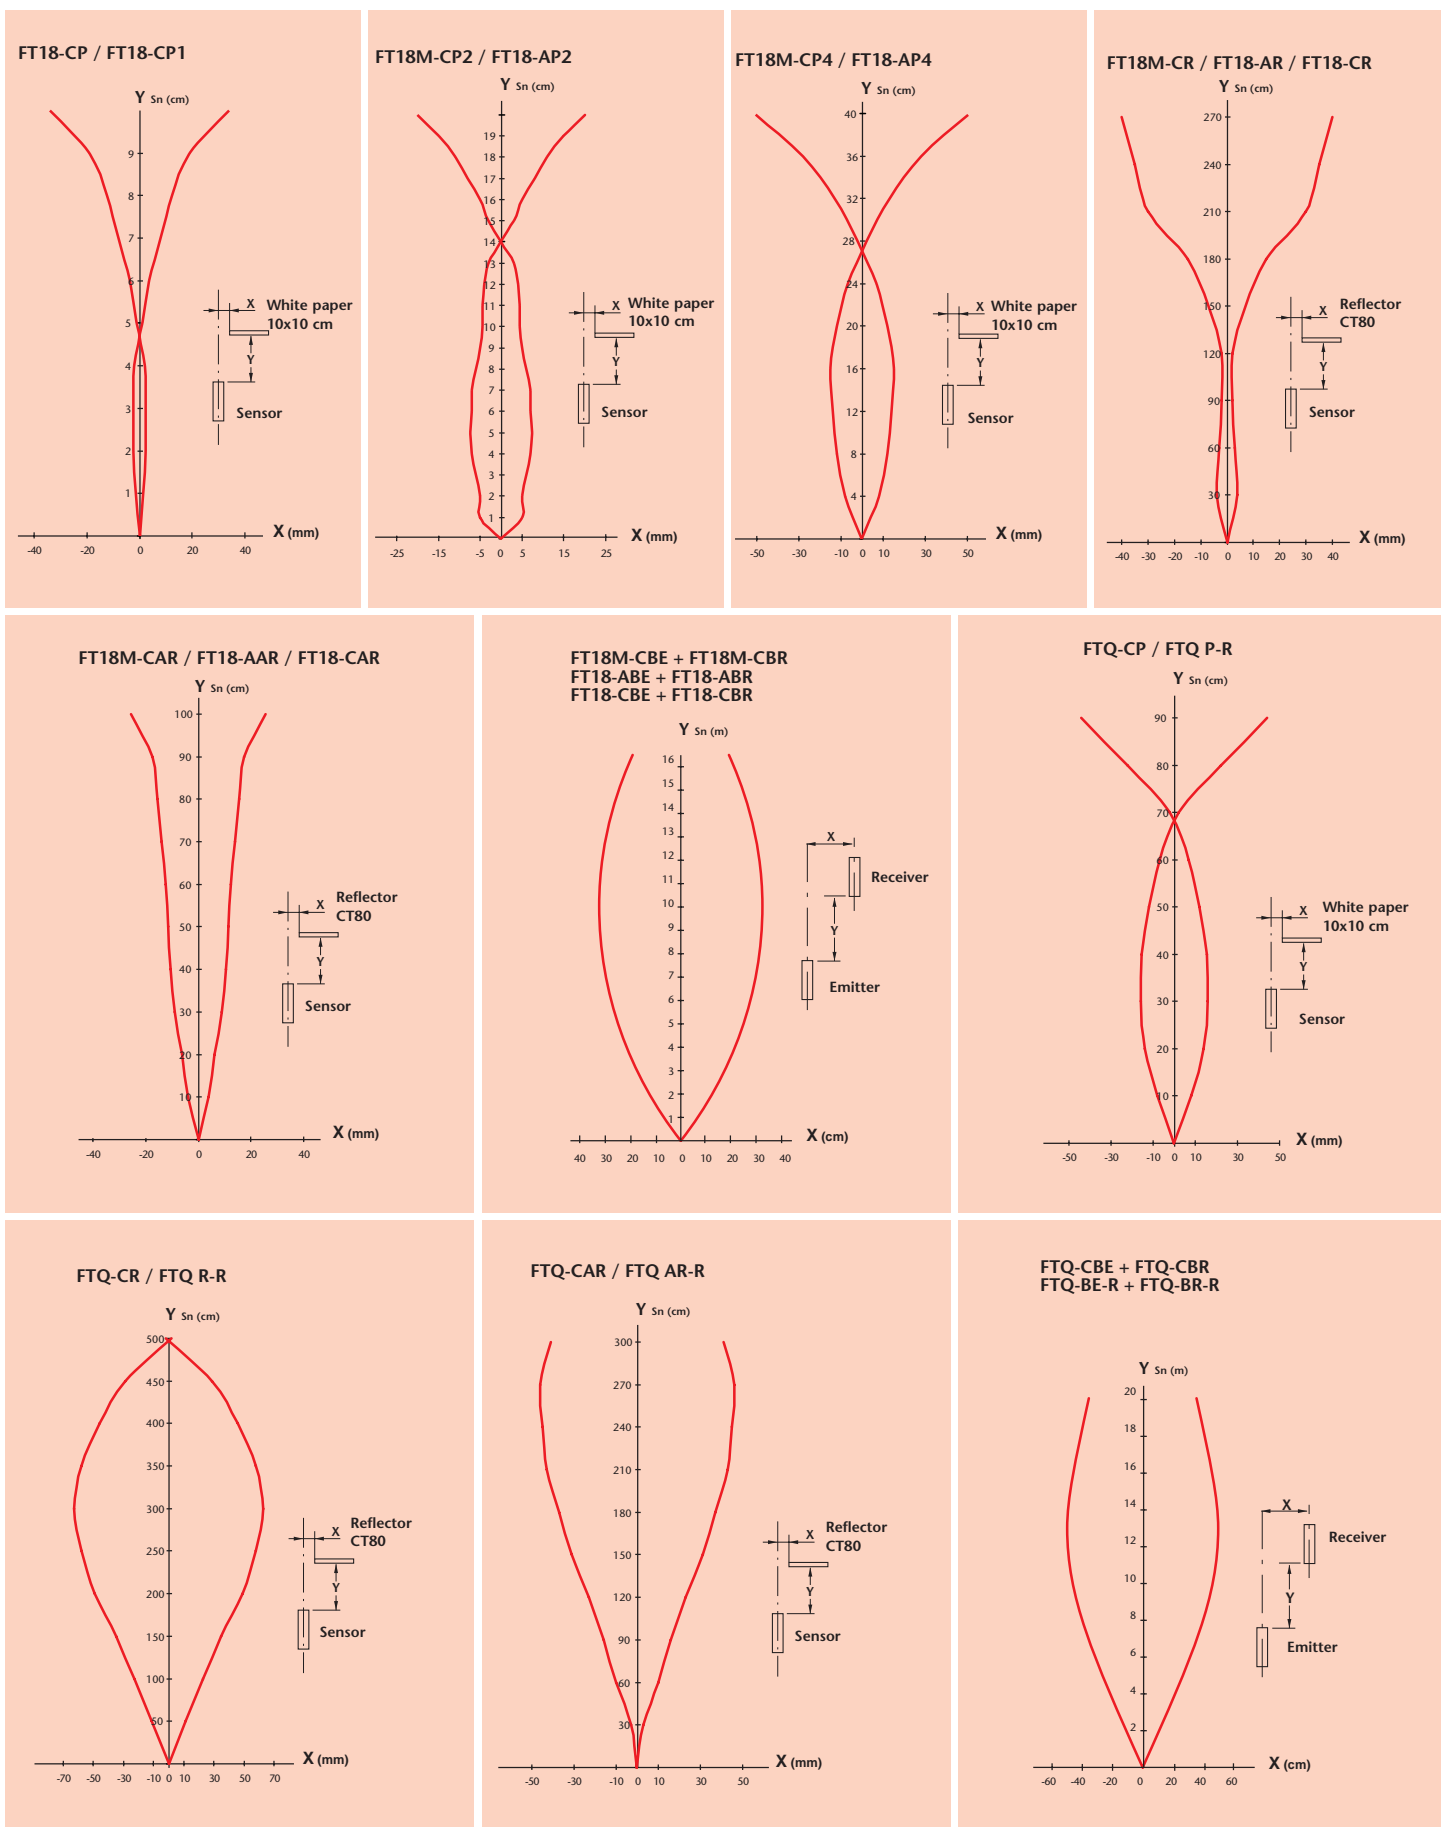 FT18-CP / FT18-CP1
Y Sn (cm)
9
8
7
6
5
4
3
2
1
-40 -20 0 20 40
X (mm)
X White paper
10x10 cm
Y
Sensor
FT18M-CP2 / FT18-AP2
Y Sn (cm)
19
18
17
16
15
14
13
12
11
10
9
8
7
6
5
4
3
2
1
-25 -15 -5 0 5 15 25
X (mm)
X White paper
10x10 cm
Y
Sensor
FT18M-CP4 / FT18-AP4
Y Sn (cm)
40
36
32
28
24
20
16
12
8
4
-50 -30 -10 0 10 30 50
X (mm)
X White paper
10x10 cm
Y
Sensor
FT18M-CR / FT18-AR / FT18-CR
Y Sn (cm)
270
240
210
180
150
120
90
60
30
-40 -30 -20 -10 0 10 20 30 40
X (mm)
X Reflector
CT80
Y
Sensor
FT18M-CAR / FT18-AAR / FT18-CAR
Y Sn (cm)
100
90
80
70
60
50
40
30
20
10
-40 -20 0 20 40
X (mm)
X Reflector
CT80
Y
Sensor
FT18M-CBE + FT18M-CBR
FT18-ABE + FT18-ABR
FT18-CBE + FT18-CBR
Y Sn (m)
16
15
14
13
12
11
10
9
8
7
6
5
4
3
2
1
40 30 20 10 0 10 20 30 40
X (cm)
X
Receiver
Y
Emitter
FTQ-CP / FTQ P-R
Y Sn (cm)
90
80
70
60
50
40
30
20
10
-50 -30 -10 0 10 30 50
X (mm)
X White paper
10x10 cm
Y
Sensor
FTQ-CR / FTQ R-R
Y Sn (cm)
500
450
400
350
300
250
200
150
100
50
-70 -50 -30 -10 0 10 30 50 70
X (mm)
X Reflector
CT80
Y
Sensor
FTQ-CAR / FTQ AR-R
Y Sn (cm)
300
270
240
210
180
150
120
90
60
30
-50 -30 -10 0 10 50
X (mm)
X Reflector
CT80
Y
Sensor
FTQ-CBE + FTQ-CBR
FTQ-BE-R + FTQ-BR-R
Y Sn (m)
20
18
16
14
12
10
8
6
4
2
-60 -40 -20 0 20 40 60
X (cm)
X
Receiver
Y
Emitter